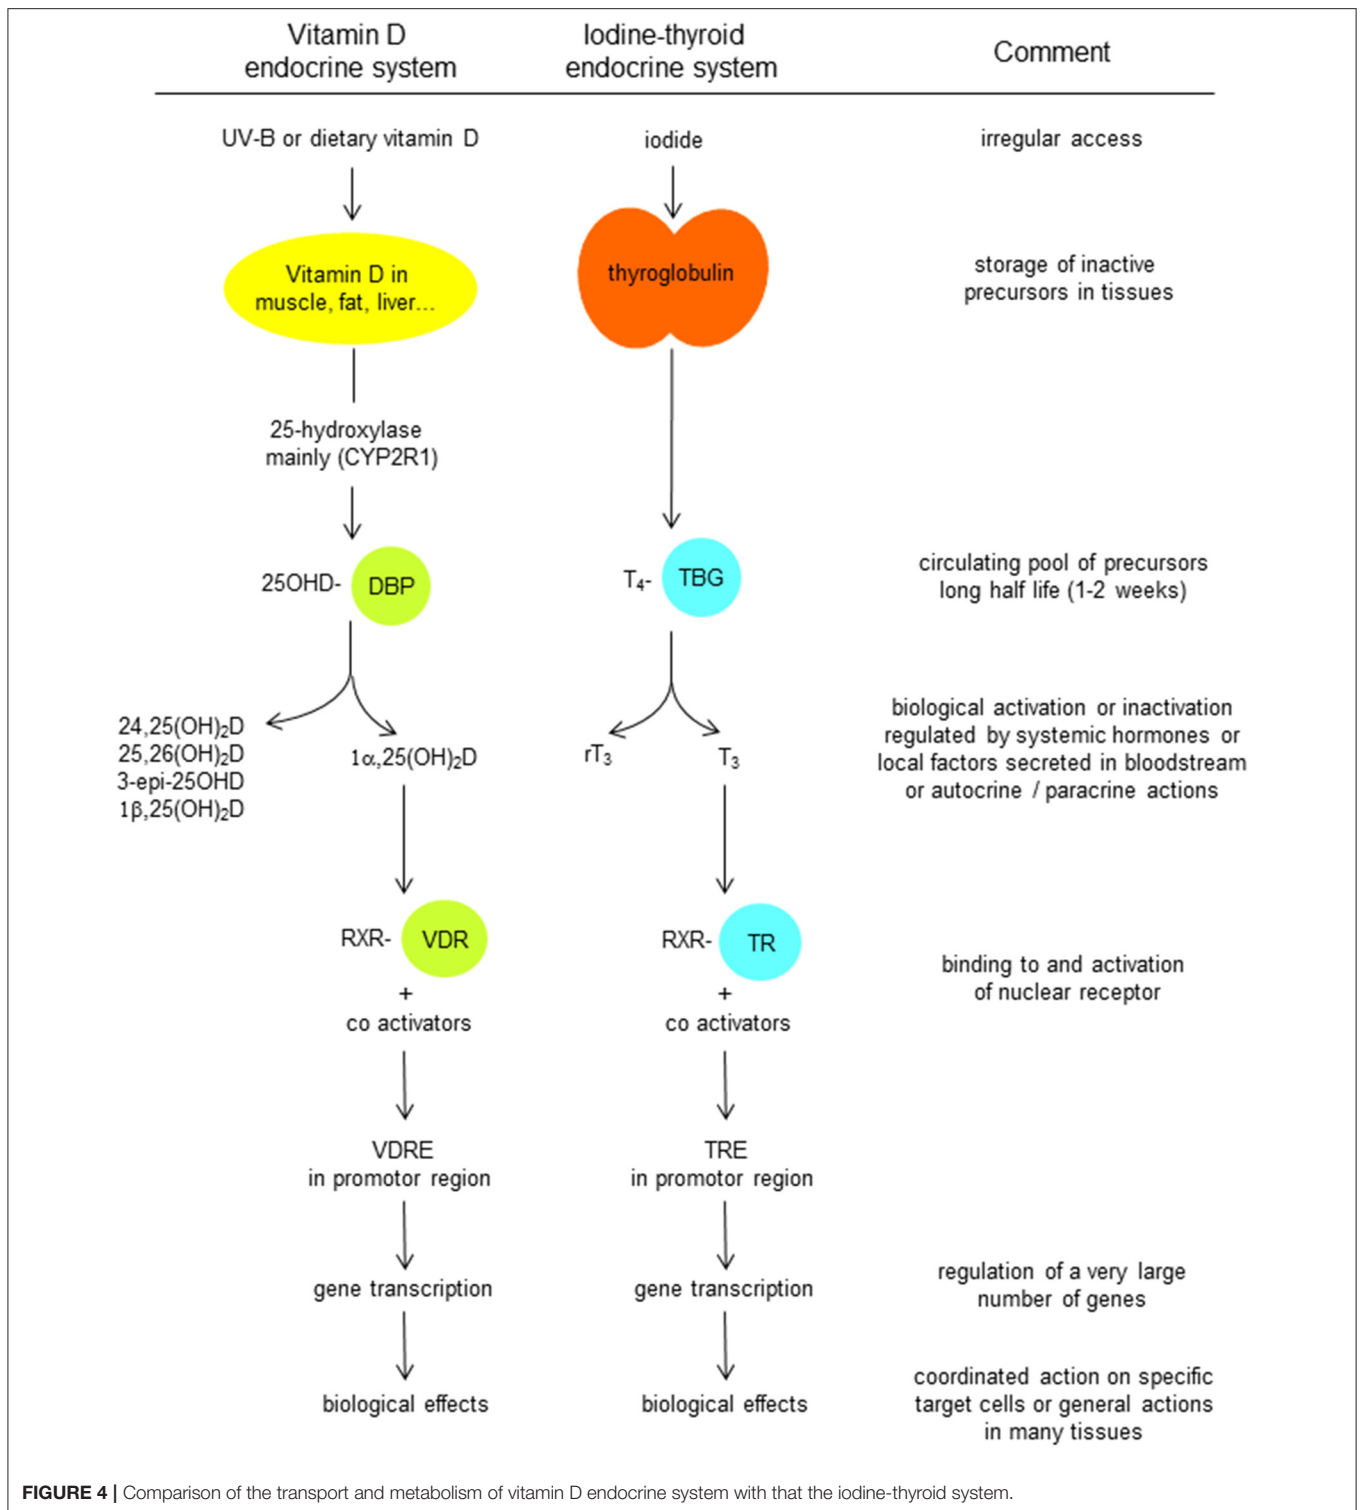 Vitamin D
endocrine system
Iodine-thyroid
endocrine system
Comment
UV-B or dietary vitamin D
iodide
irregular access
Vitamin D in
muscle, fat, liver...
thyroglobulin
storage of inactive
precursors in tissues
25-hydroxylase
mainly (CYP2R1)
25OHD-
DBP
T₄-
TBG
circulating pool of precursors
long half life (1-2 weeks)
24,25(OH)₂D
25,26(OH)₂D
3-epi-25OHD
1β,25(OH)₂D
1α,25(OH)₂D
rT₃
T₃
biological activation or inactivation
regulated by systemic hormones or
local factors secreted in bloodstream
or autocrine / paracrine actions
RXR-
VDR
+
co activators
RXR-
TR
+
co activators
binding to and activation
of nuclear receptor
VDRE
in promotor region
TRE
in promotor region
gene transcription
gene transcription
regulation of a very large
number of genes
biological effects
biological effects
coordinated action on specific
target cells or general actions
in many tissues
FIGURE 4 | Comparison of the transport and metabolism of vitamin D endocrine system with that the iodine-thyroid system.